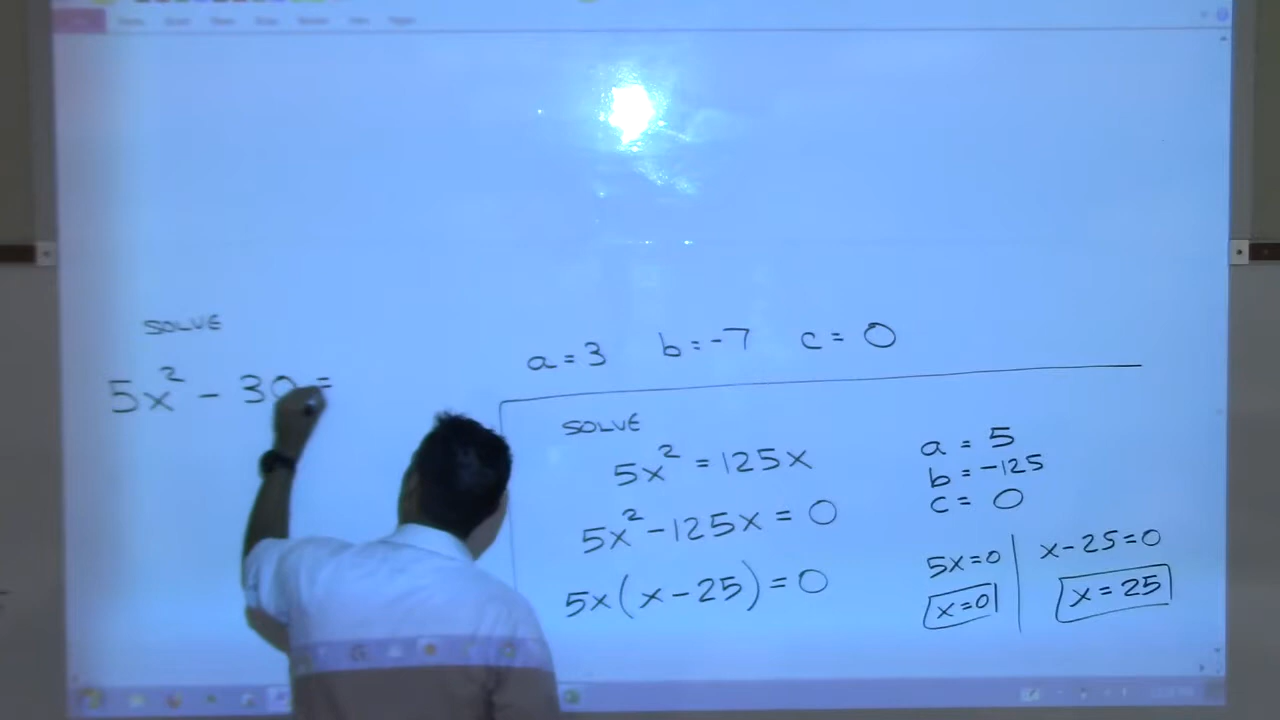 SOLVE
5x² - 30 =
a = 3 b = -7 c = 0
SOLVE
5x² = 125x
5x² - 125x = 0
5x(x - 25) = 0
a = 5
b = -125
c = 0
5x = 0
x = 0
x - 25 = 0
x = 25